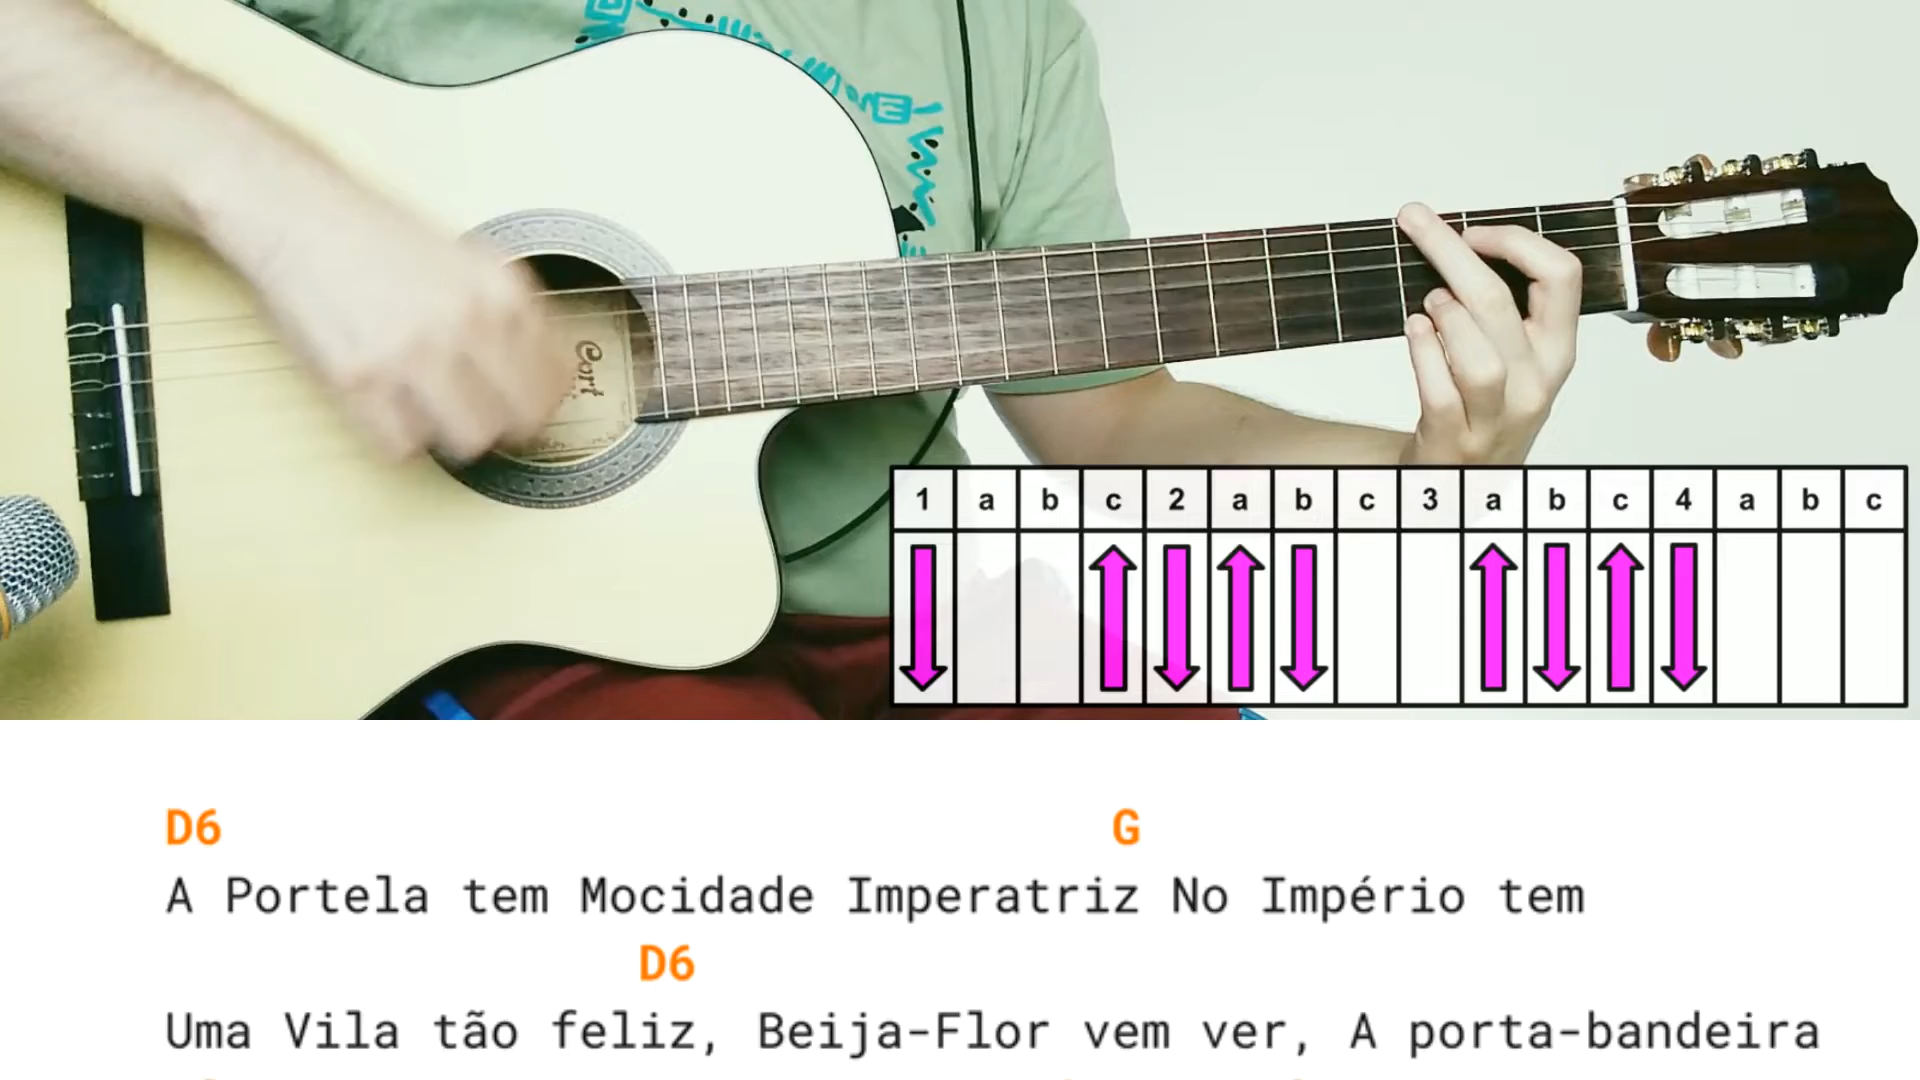 Cort
1 a b c 2 a b c 3 a b c 4 a b c
D6 G
A Portela tem Mocidade Imperatriz No Império tem
D6
Uma Vila tão feliz, Beija-Flor vem ver, A porta-bandeira